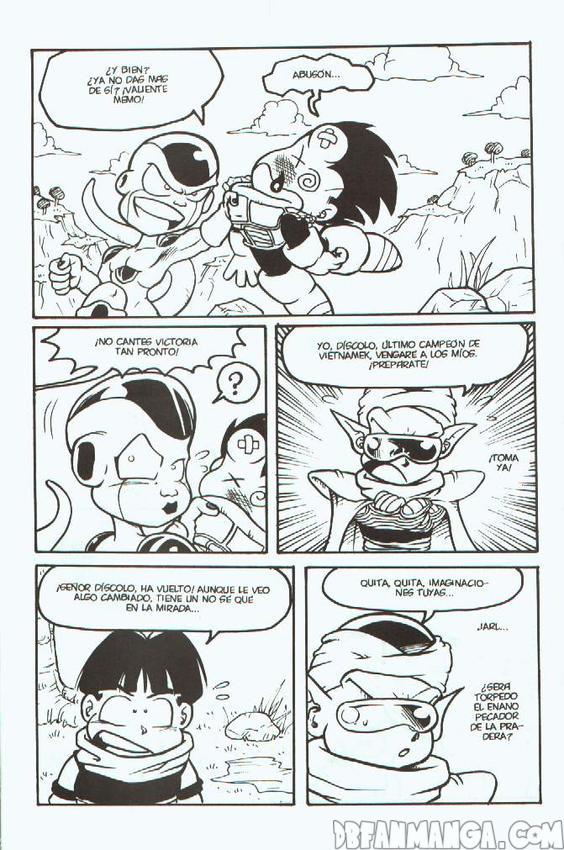 ¿Y BIEN?
¿YA NO DAS MAS
DE SÍ? ¡VALIENTE
MEMO!
ABUSÓN...
¡NO CANTES VICTORIA
TAN PRONTO!
?
YO, DÍSCOLO, ÚLTIMO CAMPEÓN DE
VIETNAMEK, VENGARE A LOS MÍOS.
¡PREPÁRATE!
¡TOMA
YA!
¡SEÑOR DÍSCOLO, HA VUELTO! AUNQUE LE VEO
ALGO CAMBIADO, TIENE UN NO SÉ QUÉ
EN LA MIRADA...
QUITA, QUITA, IMAGINACIO-
NES TUYAS...
JARL...
¿SERÁ
TORPEDO
EL ENANO
PECADOR
DE LA PRA-
DERA?
DBFANMANGA.COM